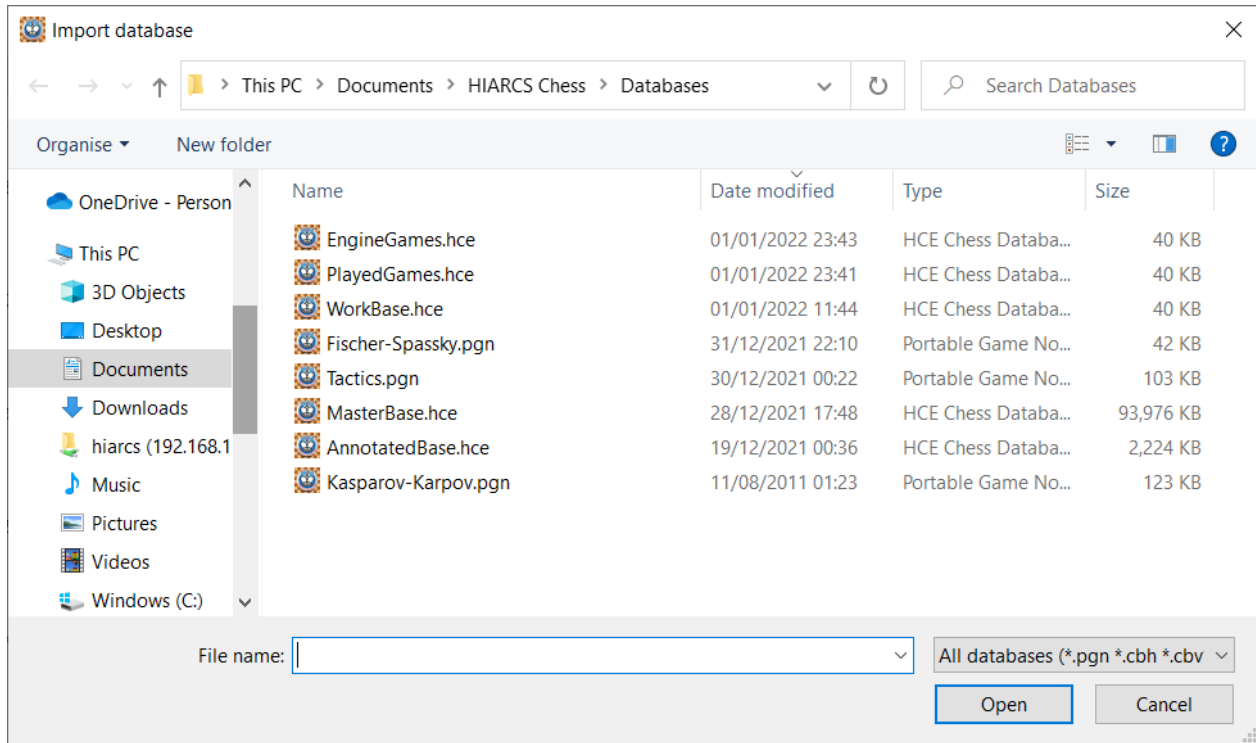 Import database
This PC > Documents > HIARCS Chess > Databases
Search Databases
Organise
New folder
?
OneDrive - Person
This PC
3D Objects
Desktop
Documents
Downloads
hiarcs (192.168.1
Music
Pictures
Videos
Windows (C:)
Name Date modified Type Size
EngineGames.hce 01/01/2022 23:43 HCE Chess Databa... 40 KB
PlayedGames.hce 01/01/2022 23:41 HCE Chess Databa... 40 KB
WorkBase.hce 01/01/2022 11:44 HCE Chess Databa... 40 KB
Fischer-Spassky.pgn 31/12/2021 22:10 Portable Game No... 42 KB
Tactics.pgn 30/12/2021 00:22 Portable Game No... 103 KB
MasterBase.hce 28/12/2021 17:48 HCE Chess Databa... 93,976 KB
AnnotatedBase.hce 19/12/2021 00:36 HCE Chess Databa... 2,224 KB
Kasparov-Karpov.pgn 11/08/2011 01:23 Portable Game No... 123 KB
File name:
All databases (*.pgn *.cbh *.cbv
Open
Cancel